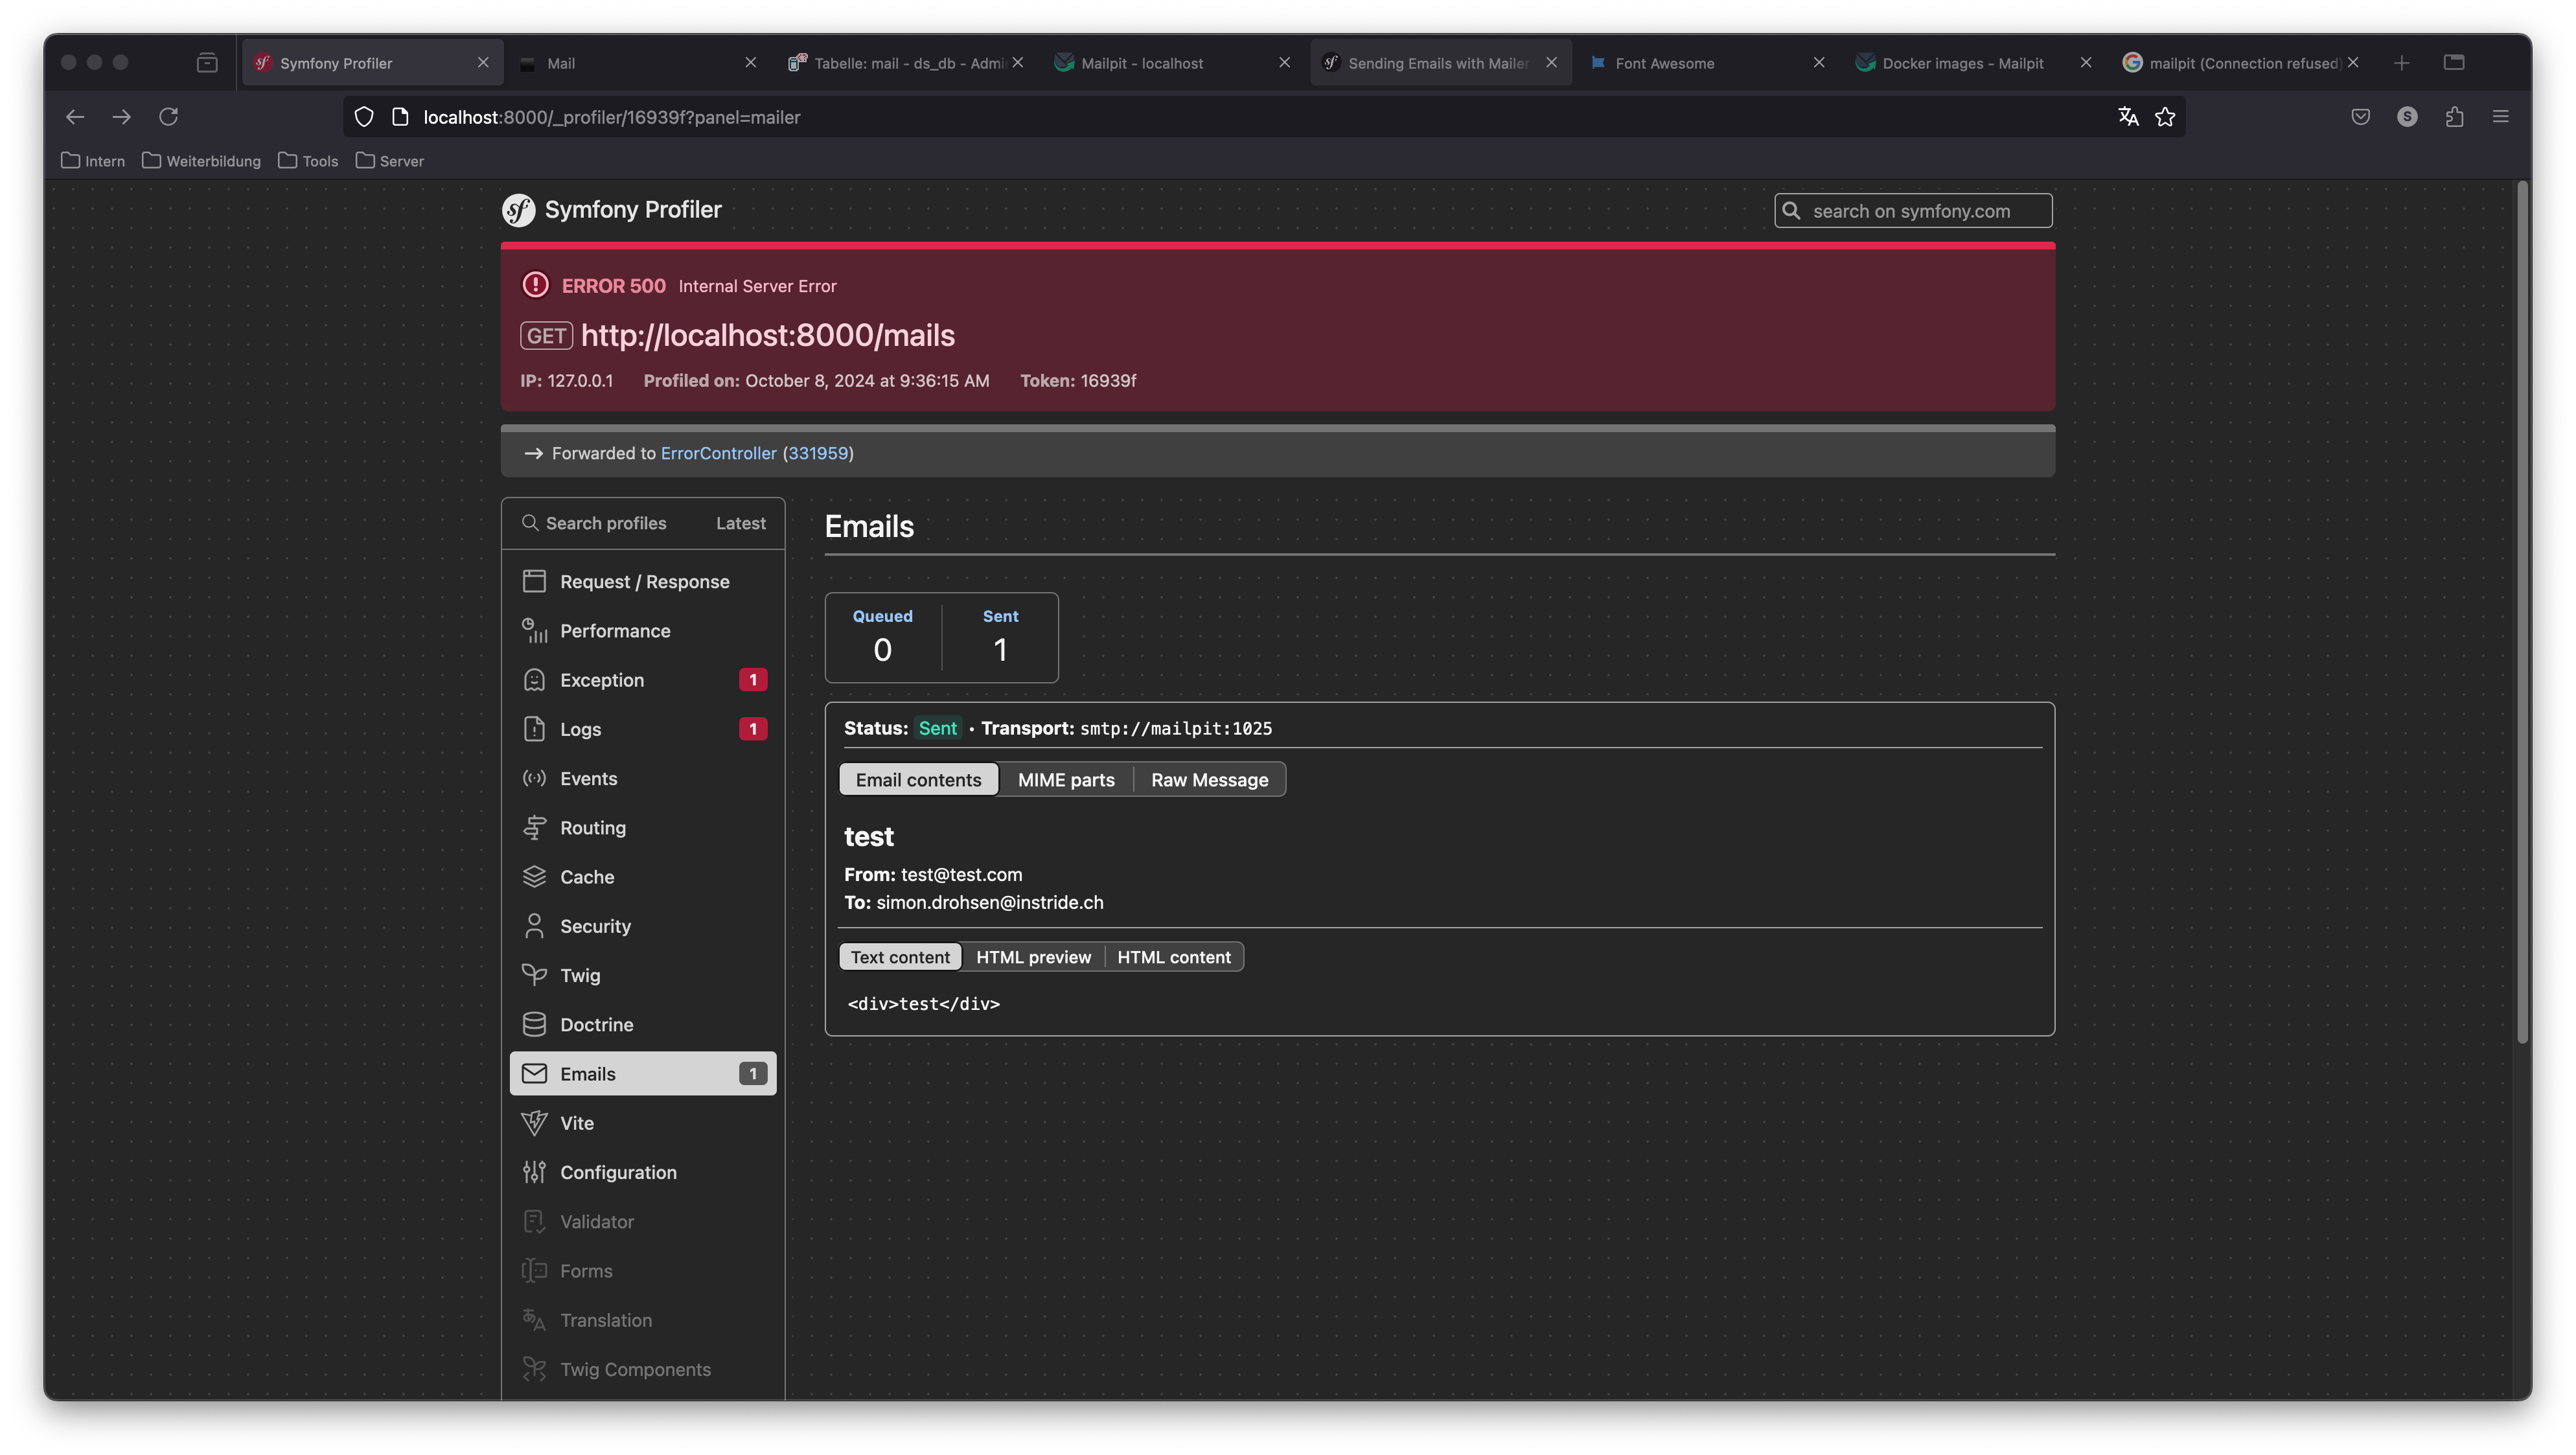 Symfony Profiler
Mail
Tabelle: mail - ds_db - Admi
Mailpit - localhost
Sending Emails with Mailer
Font Awesome
Docker images - Mailpit
mailpit (Connection refused)
localhost:8000/_profiler/16939f?panel=mailer
S
Intern
Weiterbildung
Tools
Server
sf Symfony Profiler
search on symfony.com
ERROR 500 Internal Server Error
GET http://localhost:8000/mails
IP: 127.0.0.1 Profiled on: October 8, 2024 at 9:36:15 AM Token: 16939f
→ Forwarded to ErrorController (331959)
Search profiles Latest
Request / Response
Performance
Exception 1
Logs 1
Events
Routing
Cache
Security
Twig
Doctrine
Emails 1
Vite
Configuration
Validator
Forms
Translation
Twig Components
Emails
Queued Sent
0 1
Status: Sent • Transport: smtp://mailpit:1025
Email contents MIME parts Raw Message
test
From: test@test.com
To: simon.drohsen@instride.ch
Text content HTML preview HTML content
<div>test</div>